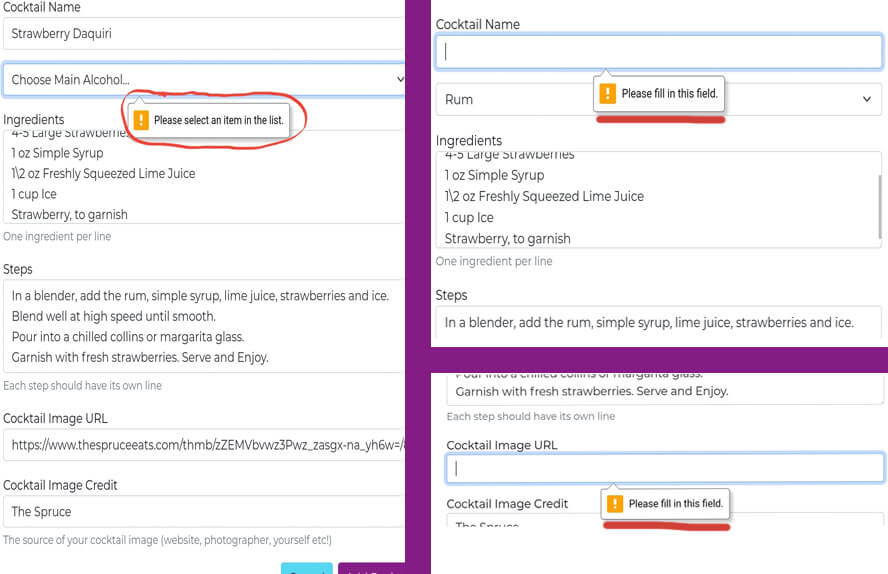 Cocktail Name
Strawberry Daquiri
Choose Main Alcohol...
Please select an item in the list.
Ingredients
4-5 Large Strawberries
1 oz Simple Syrup
1\2 oz Freshly Squeezed Lime Juice
1 cup Ice
Strawberry, to garnish
One ingredient per line
Steps
In a blender, add the rum, simple syrup, lime juice, strawberries and ice.
Blend well at high speed until smooth.
Pour into a chilled collins or margarita glass.
Garnish with fresh strawberries. Serve and Enjoy.
Each step should have its own line
Cocktail Image URL
https://www.thespruceeats.com/thmb/zZEMVbvwz3Pwz_zasgx-na_yh6w=/
Cocktail Image Credit
The Spruce
The source of your cocktail image (website, photographer, yourself etc!)
Cocktail Name
Please fill in this field.
Rum
Ingredients
4-5 Large Strawberries
1 oz Simple Syrup
1\2 oz Freshly Squeezed Lime Juice
1 cup Ice
Strawberry, to garnish
One ingredient per line
Steps
In a blender, add the rum, simple syrup, lime juice, strawberries and ice.
Pour into a chilled collins or margarita glass.
Garnish with fresh strawberries. Serve and Enjoy.
Each step should have its own line
Cocktail Image URL
Please fill in this field.
Cocktail Image Credit
The Spruce